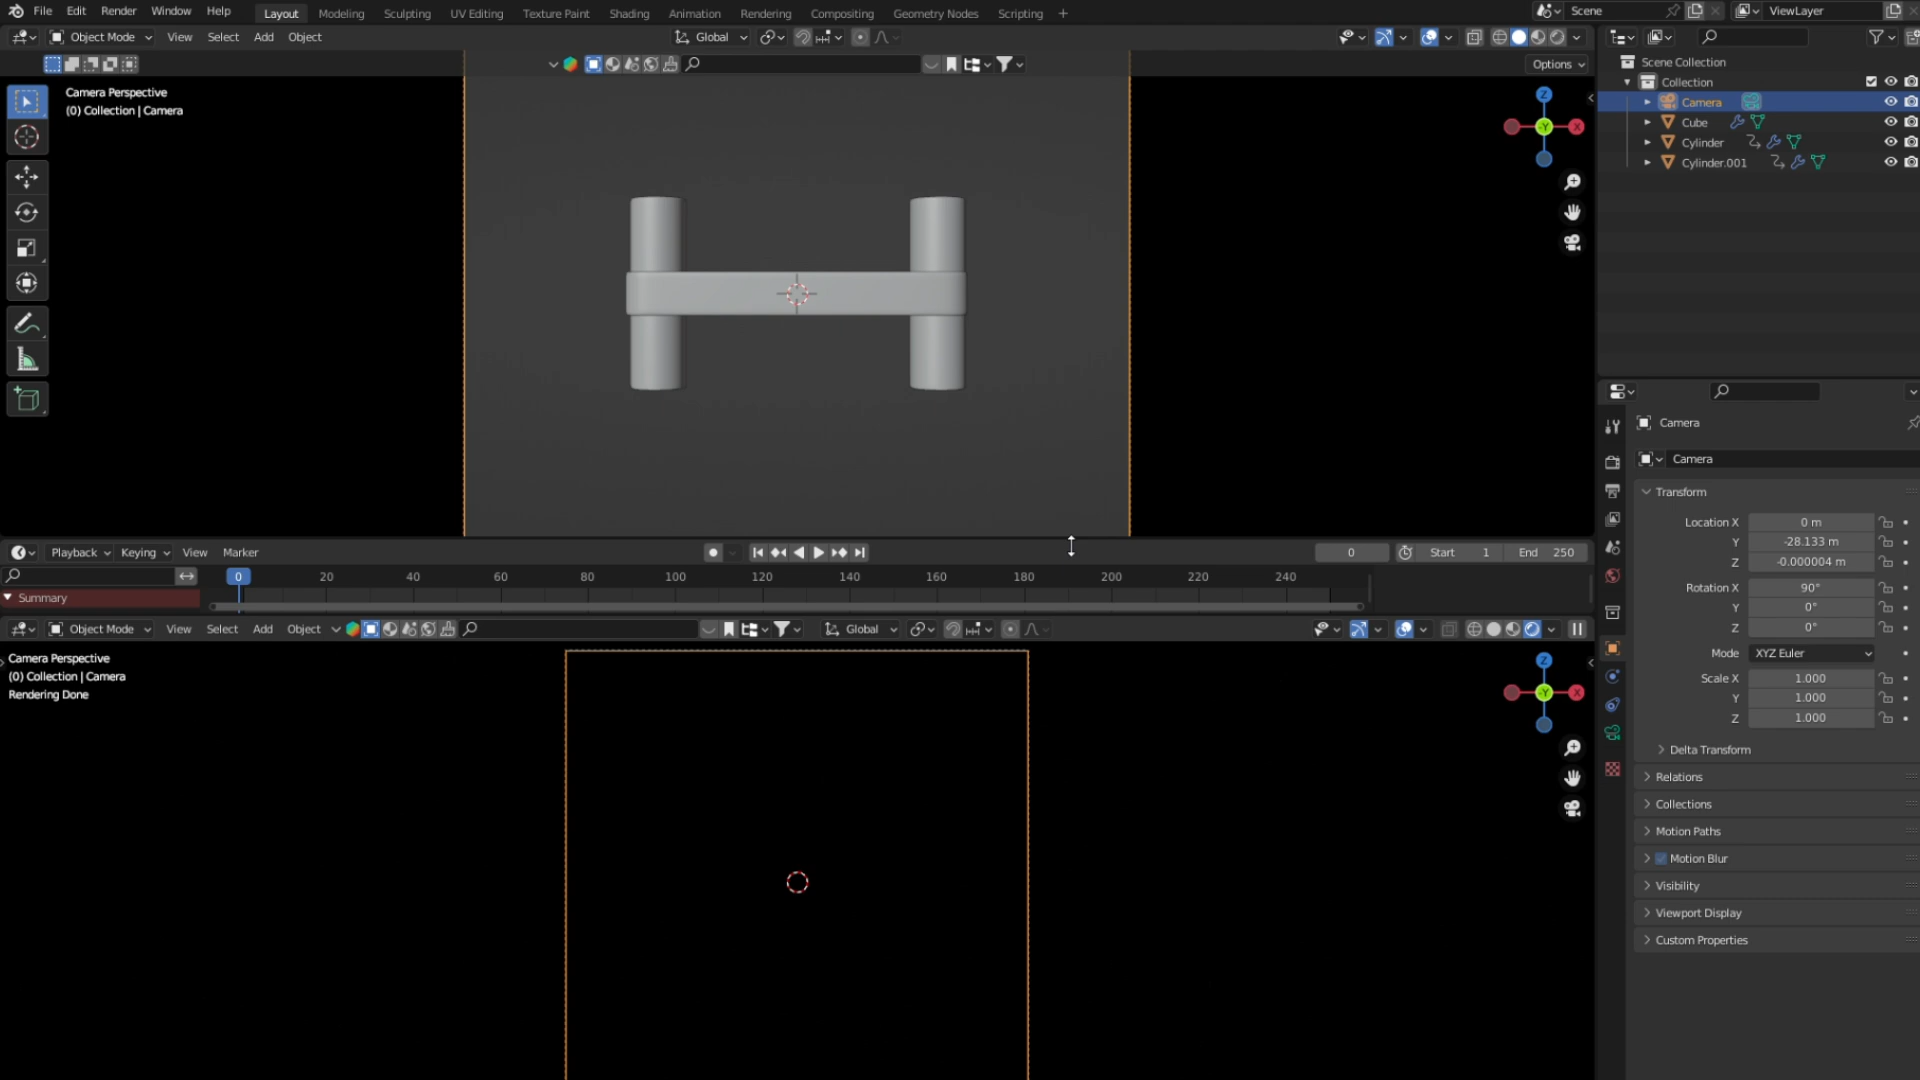 File Edit Render Window Help Layout Modeling Sculpting UV Editing Texture Paint Shading Animation Rendering Compositing Geometry Nodes Scripting + Scene ViewLayer
Object Mode View Select Add Object Global
Options
Camera Perspective
(0) Collection | Camera
Z
Y
X
Scene Collection
Collection
Camera
Cube
Cylinder
Cylinder.001
Playback Keying View Marker 0 Start 1 End 250
0 20 40 60 80 100 120 140 160 180 200 220 240
Summary
Object Mode View Select Add Object Global
Camera Perspective
(0) Collection | Camera
Rendering Done
Z
Y
X
Camera
Camera
Transform
Location X 0 m
Y -28.133 m
Z -0.000004 m
Rotation X 90°
Y 0°
Z 0°
Mode XYZ Euler
Scale X 1.000
Y 1.000
Z 1.000
Delta Transform
Relations
Collections
Motion Paths
Motion Blur
Visibility
Viewport Display
Custom Properties